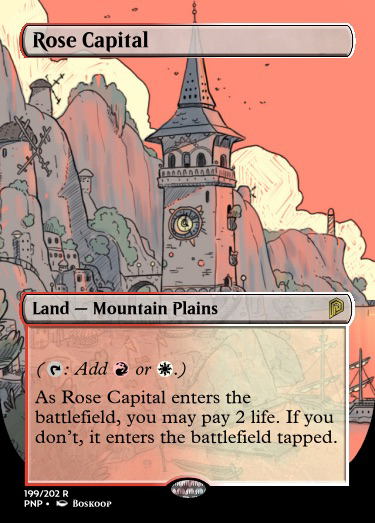 Rose Capital
Land — Mountain Plains
(T: Add R or W.)
As Rose Capital enters the
battlefield, you may pay 2 life. If you
don't, it enters the battlefield tapped.
199/202 R
PNP • Boskoop